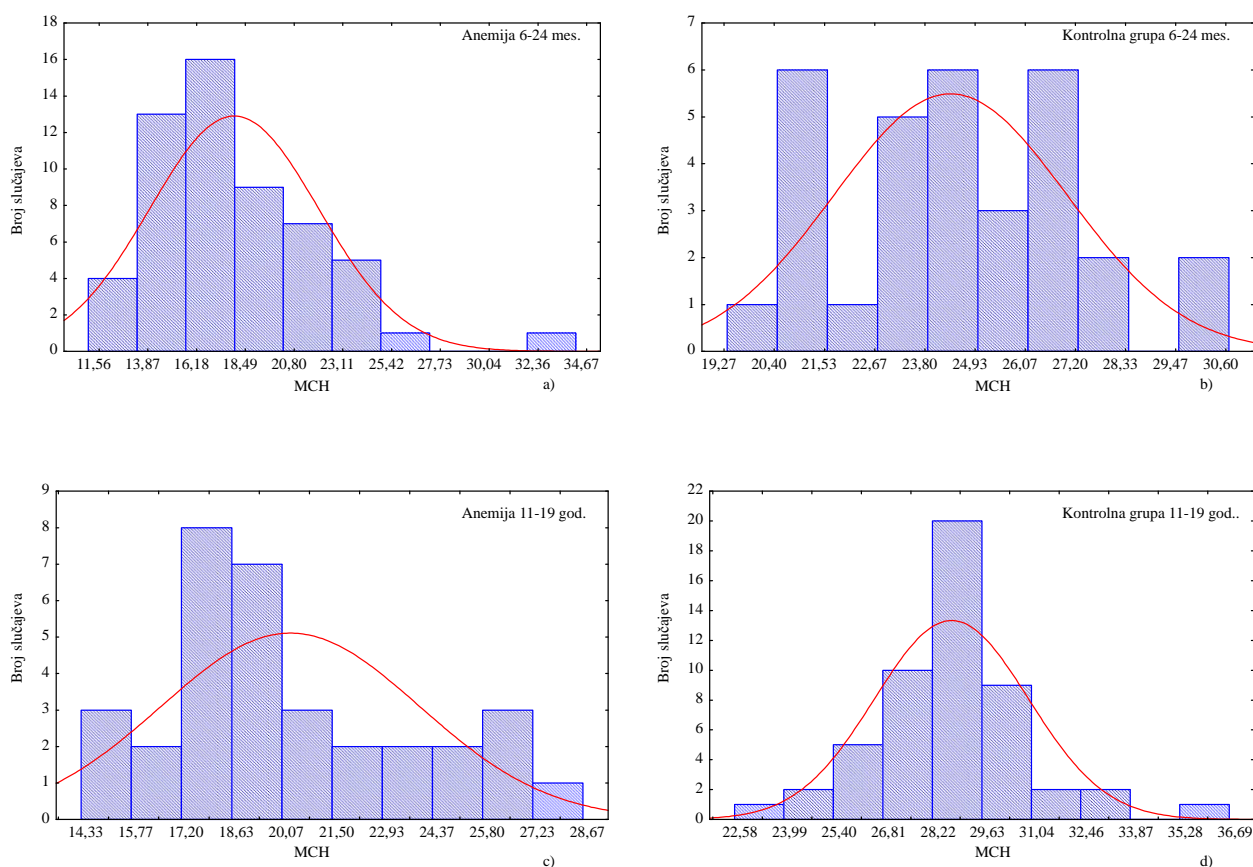 Anemija 6-24 mes.
Broj slučajeva
18
16
14
12
10
8
6
4
2
0
11,56 13,87 16,18 18,49 20,80 23,11 25,42 27,73 30,04 32,36 34,67
MCH
a)
Kontrolna grupa 6-24 mes.
Broj slučajeva
7
6
5
4
3
2
1
0
19,27 20,40 21,53 22,67 23,80 24,93 26,07 27,20 28,33 29,47 30,60
MCH
b)
Anemija 11-19 god.
Broj slučajeva
9
8
7
6
5
4
3
2
1
0
14,33 15,77 17,20 18,63 20,07 21,50 22,93 24,37 25,80 27,23 28,67
MCH
c)
Kontrolna grupa 11-19 god..
Broj slučajeva
22
20
18
16
14
12
10
8
6
4
2
0
22,58 23,99 25,40 26,81 28,22 29,63 31,04 32,46 33,87 35,28 36,69
MCH
d)